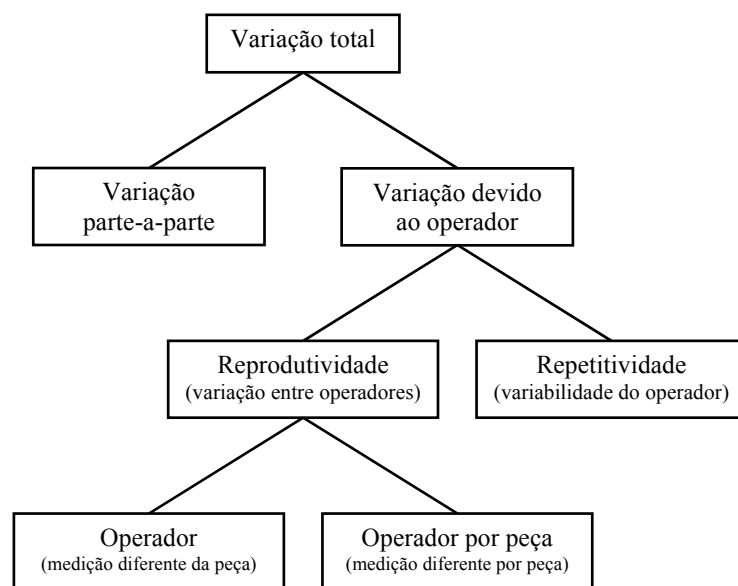 Variação total
Variação
parte-a-parte
Variação devido
ao operador
Reprodutividade
(variação entre operadores)
Repetitividade
(variabilidade do operador)
Operador
(medição diferente da peça)
Operador por peça
(medição diferente por peça)